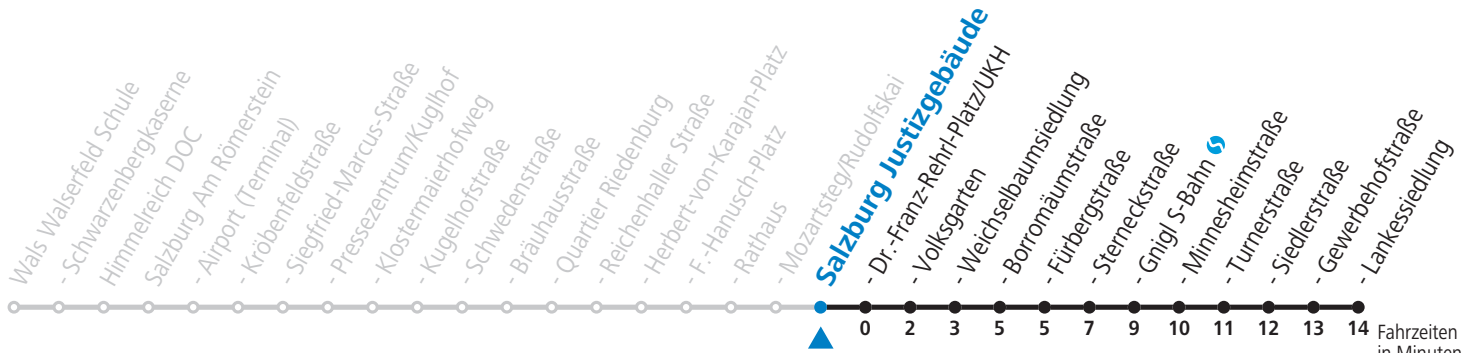 Wals Walserfeld Schule
- Schwarzenbergkaserne
Himmelreich DOC
Salzburg Am Römerstein
- Airport (Terminal)
- Kröbenfeldstraße
- Siegfried-Marcus-Straße
- Pressezentrum/Kuglhof
- Klostermaierhofweg
- Kugelhofstraße
- Schwedenstraße
- Bräuhausstraße
- Quartier Riedenburg
- Reichenhaller Straße
- Herbert-von-Karajan-Platz
- F.-Hanusch-Platz
- Rathaus
- Mozartsteg/Rudolfskai
Salzburg Justizgebäude
- Dr.-Franz-Rehrl-Platz/UKH
- Volksgarten
- Weichselbaumsiedlung
- Borromäumstraße
- Fürbergstraße
- Sterneckstraße
- Gnigl S-Bahn
- Minnesheimstraße
- Turnerstraße
- Siedlerstraße
- Gewerbehofstraße
- Lankessiedlung
0 2 3 5 5 7 9 10 11 12 13 14 Fahrzeiten
in Minuten